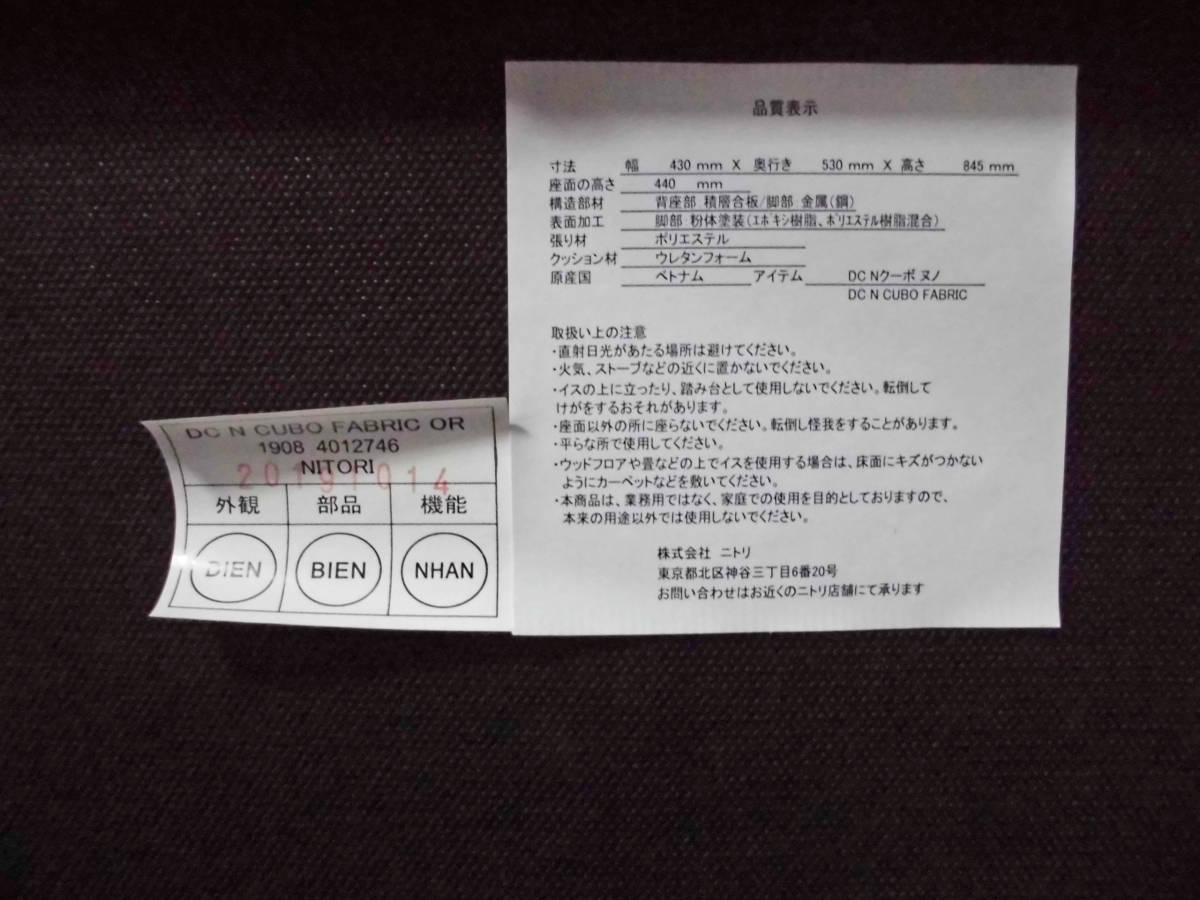 品質表示
寸法 幅 430 mm X 奥行き 530 mm X 高さ 845 mm
座面の高さ 440 mm
構造部材 背座部 積層合板/脚部 金属(鋼)
表面加工 脚部 粉体塗装(ｴﾎﾟｷｼ樹脂、ﾎﾟﾘｴｽﾃﾙ樹脂混合)
張り材 ポリエステル
クッション材 ウレタンフォーム
原産国 ベトナム アイテム DC Nクーボ ヌノ
DC N CUBO FABRIC
取扱い上の注意
・直射日光があたる場所は避けてください。
・火気、ストーブなどの近くに置かないでください。
・イスの上に立ったり、踏み台として使用しないでください。転倒して
けがをするおそれがあります。
・座面以外の所に座らないでください。転倒し怪我をすることがあります。
・平らな所で使用してください。
・ウッドフロアや畳などの上でイスを使用する場合は、床面にキズがつかない
ようにカーペットなどを敷いてください。
・本商品は、業務用ではなく、家庭での使用を目的としておりますので、
本来の用途以外では使用しないでください。
株式会社 ニトリ
東京都北区神谷三丁目6番20号
お問い合わせはお近くのニトリ店舗にて承ります
DC N CUBO FABRIC OR
1908 4012746
NITORI
20191014
外観 部品 機能
DIEN BIEN NHAN